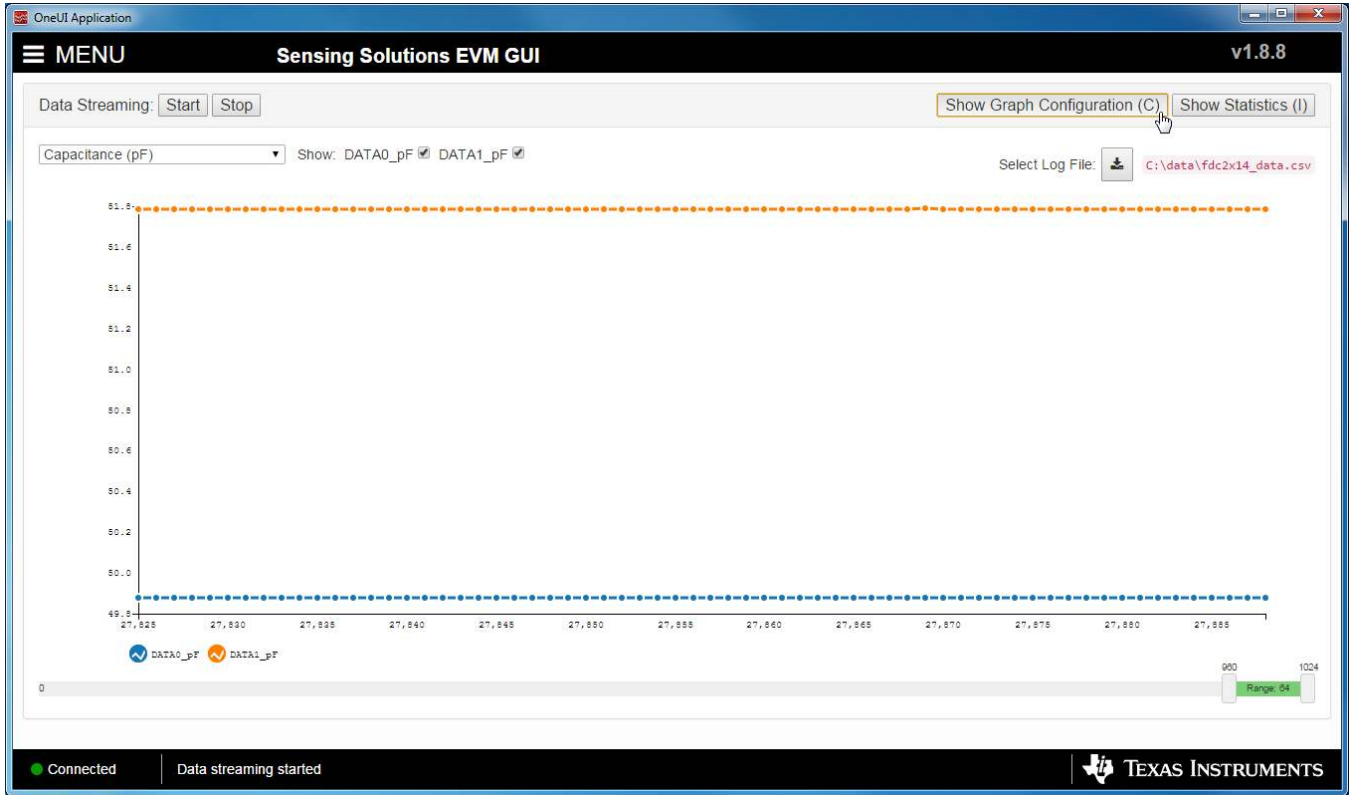 OneUI Application
MENU Sensing Solutions EVM GUI v1.8.8
Data Streaming: Start Stop Show Graph Configuration (C) Show Statistics (I)
Capacitance (pF) Show: DATA0_pF DATA1_pF
Select Log File: C:\data\fdc2x14_data.csv
51.8
51.6
51.4
51.2
51.0
50.8
50.6
50.4
50.2
50.0
49.8
27,825 27,830 27,835 27,840 27,845 27,850 27,855 27,860 27,865 27,870 27,875 27,880 27,885
DATA0_pF DATA1_pF
960 1024
0 Range: 64
Connected Data streaming started TEXAS INSTRUMENTS